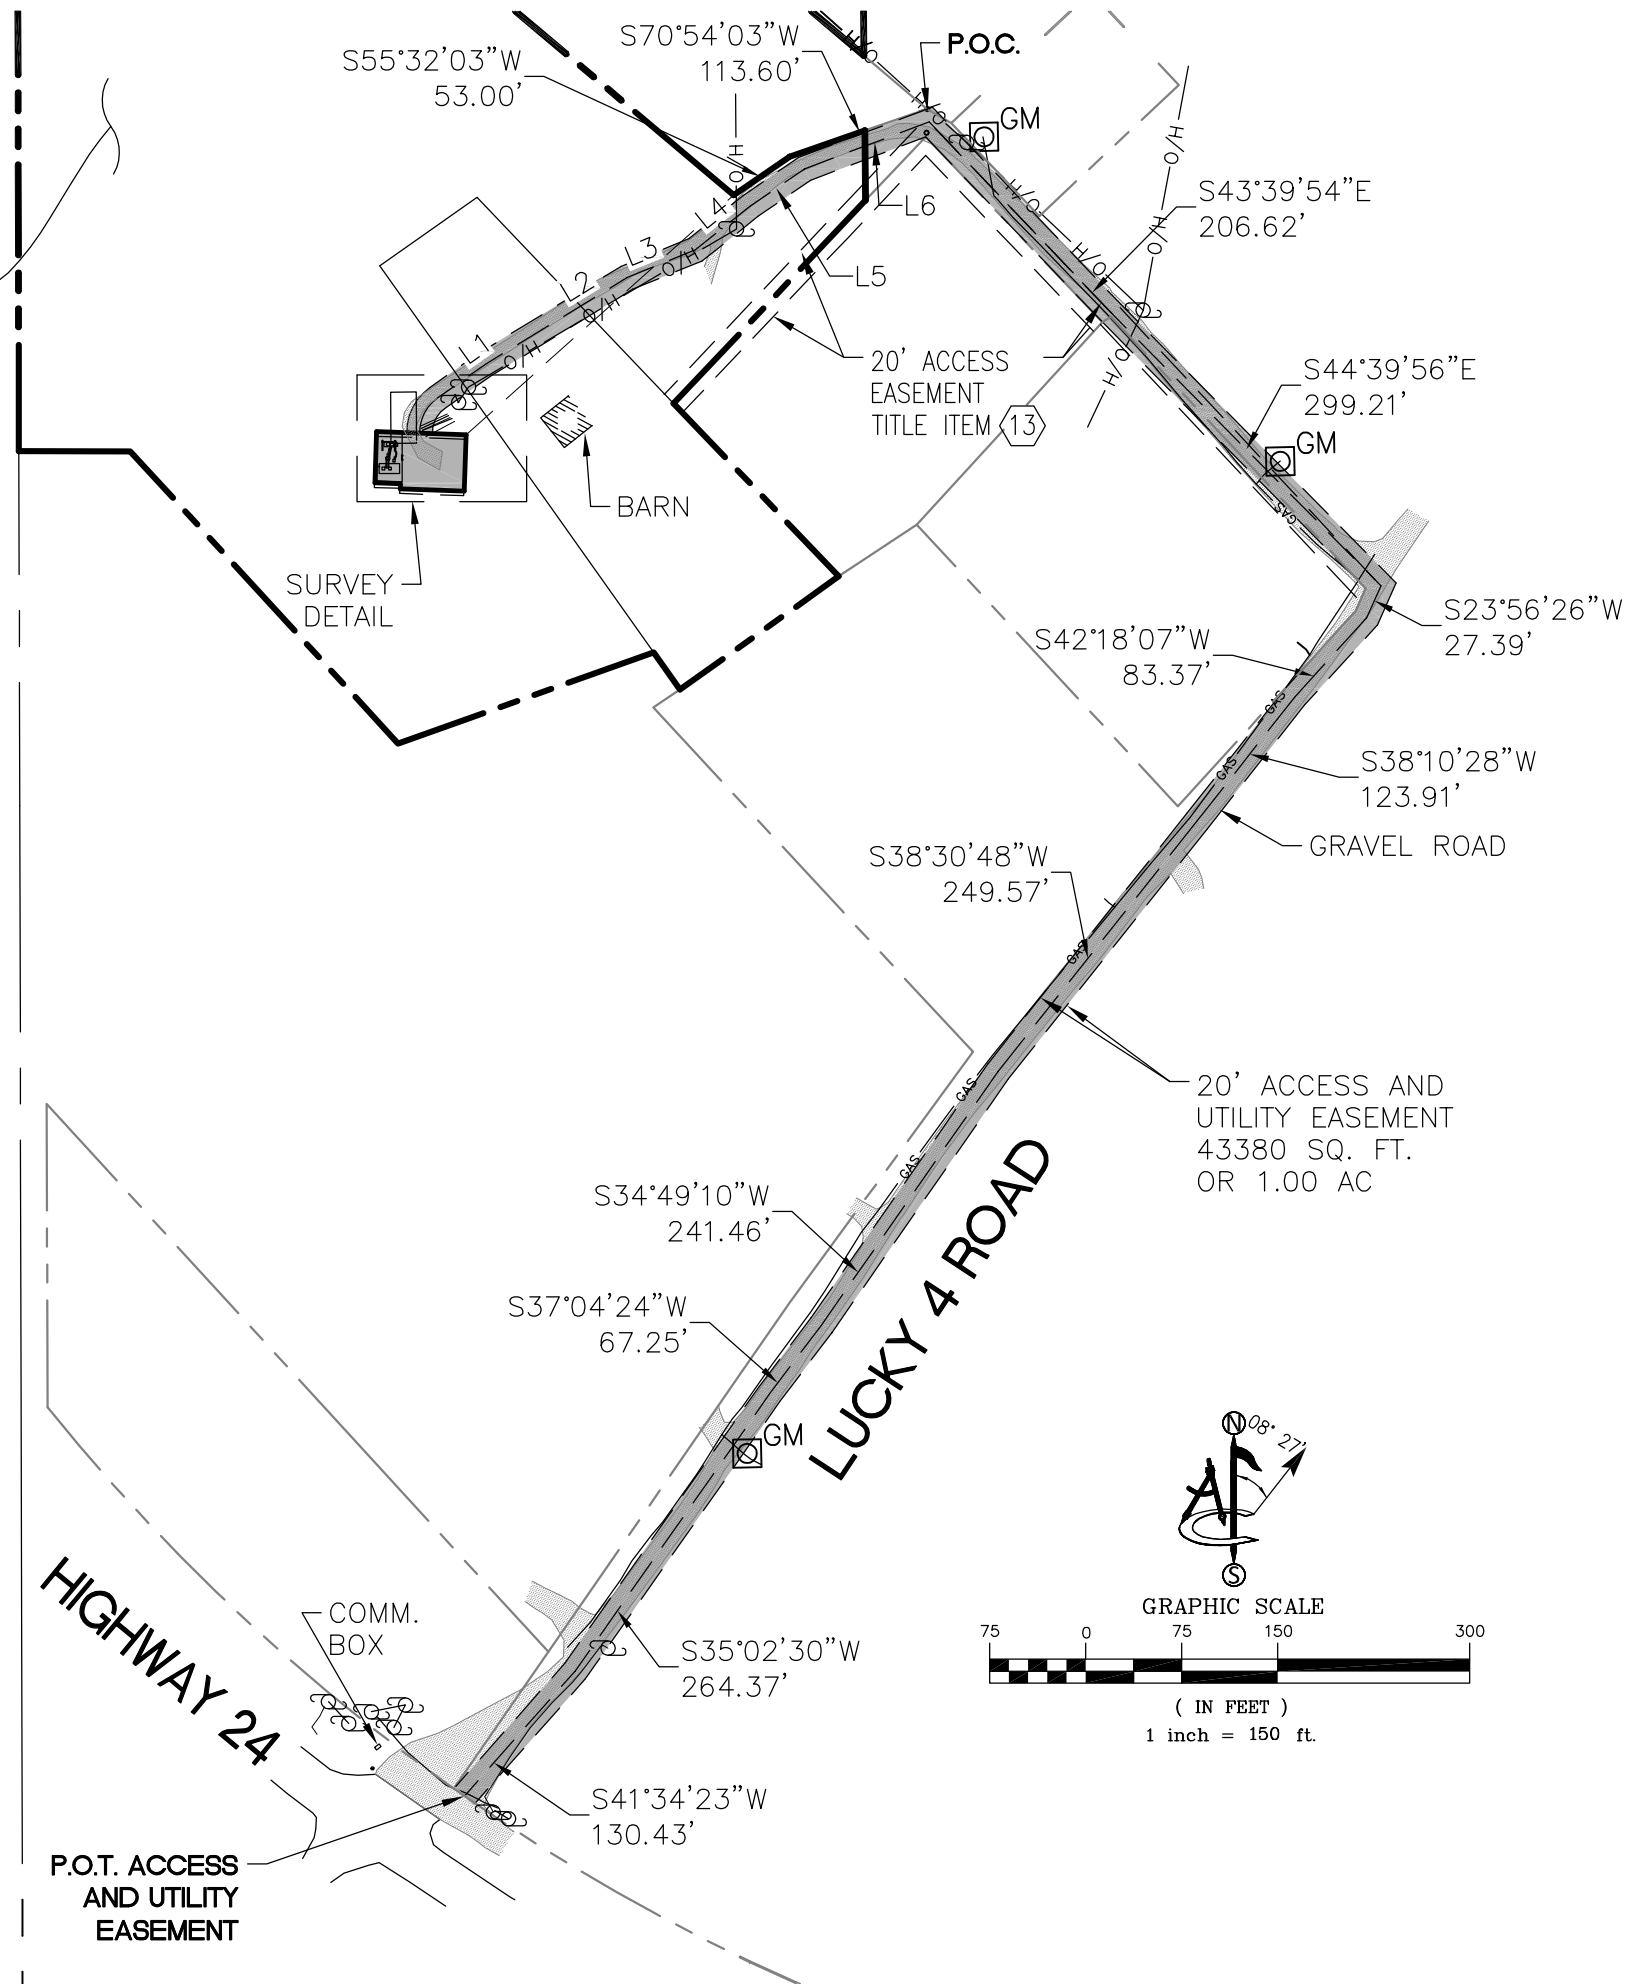 S70°54'03"W
113.60'
P.O.C.
S55°32'03"W
53.00'
GM
O/H
O/H
O/H
O/H
O/H
S43°39'54"E
206.62'
L6
L4
L3
L5
L2
O/H
O/H
O/H
O/H
L1
O/H
O/H
20' ACCESS
EASEMENT
TITLE ITEM 13
S44°39'56"E
299.21'
GM
BARN
GAS
SURVEY
DETAIL
S23°56'26"W
27.39'
S42°18'07"W
83.37'
GAS
GAS
S38°10'28"W
123.91'
GRAVEL ROAD
S38°30'48"W
249.57'
GAS
20' ACCESS AND
UTILITY EASEMENT
43380 SQ. FT.
OR 1.00 AC
GAS
GAS
S34°49'10"W
241.46'
LUCKY 4 ROAD
S37°04'24"W
67.25'
GM
N
08° 27'
S
GRAPHIC SCALE
75 0 75 150 300
( IN FEET )
1 inch = 150 ft.
HIGHWAY 24
COMM.
BOX
S35°02'30"W
264.37'
S41°34'23"W
130.43'
P.O.T. ACCESS
AND UTILITY
EASEMENT